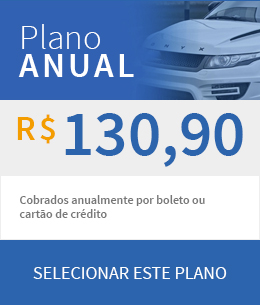 Plano
ANUAL
R$ 130,90
Cobrados anualmente por boleto ou
cartão de crédito
SELECIONAR ESTE PLANO